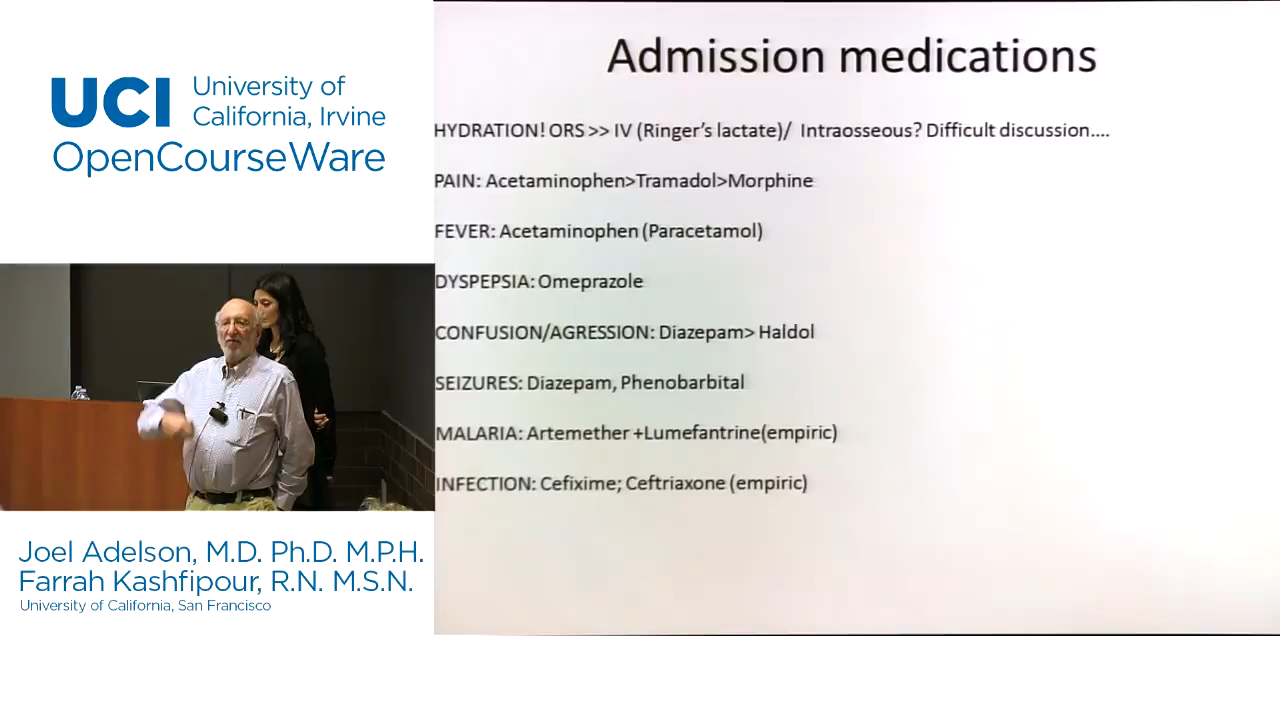 UCI University of
California, Irvine
OpenCourseWare
Admission medications
HYDRATION! ORS >> IV (Ringer's lactate)/ Intraosseous? Difficult discussion....
PAIN: Acetaminophen>Tramadol>Morphine
FEVER: Acetaminophen (Paracetamol)
DYSPEPSIA: Omeprazole
CONFUSION/AGRESSION: Diazepam> Haldol
SEIZURES: Diazepam, Phenobarbital
MALARIA: Artemether +Lumefantrine(empiric)
INFECTION: Cefixime; Ceftriaxone (empiric)
Joel Adelson, M.D. Ph.D. M.P.H.
Farrah Kashfipour, R.N. M.S.N.
University of California, San Francisco